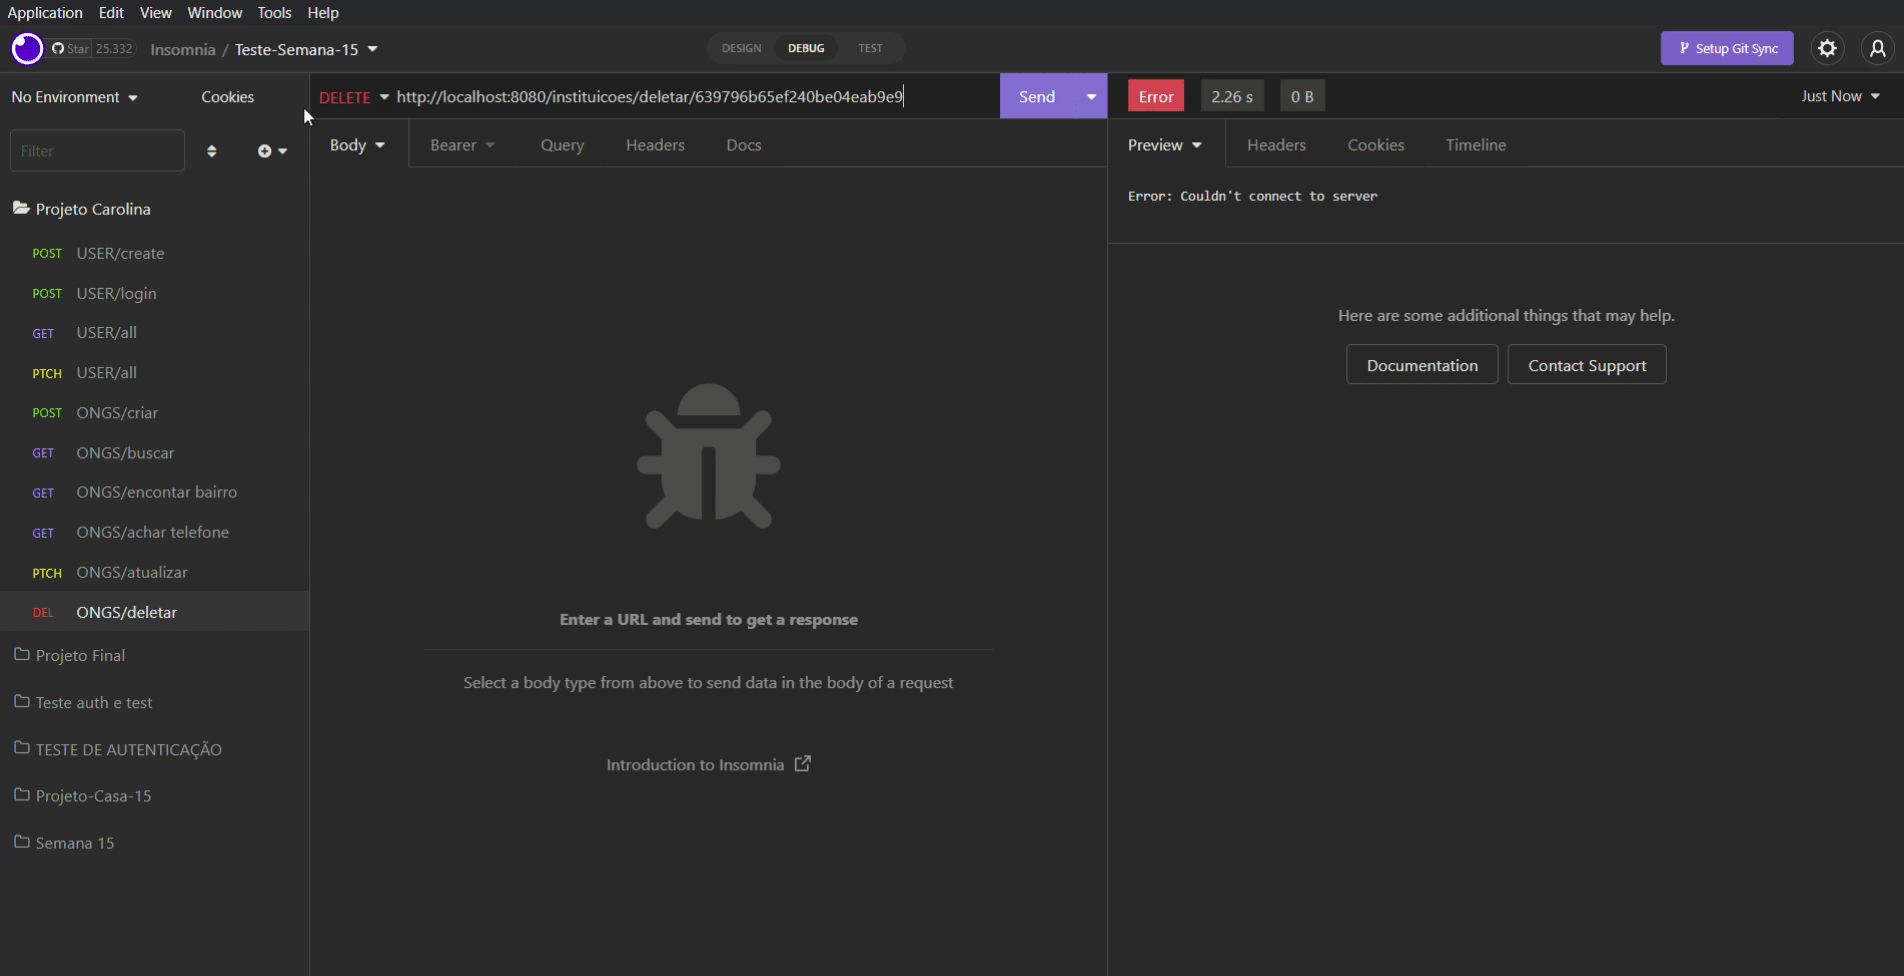 Application Edit View Window Tools Help
Star 25.332 Insomnia / Teste-Semana-15
DESIGN DEBUG TEST
Setup Git Sync
No Environment Cookies
DELETE http://localhost:8080/instituicoes/deletar/639796b65ef240be04eab9e9 Send
Error 2.26 s 0 B Just Now
Filter
Body Bearer Query Headers Docs
Preview Headers Cookies Timeline
Error: Couldn't connect to server
Projeto Carolina
POST USER/create
POST USER/login
GET USER/all
PTCH USER/all
POST ONGS/criar
GET ONGS/buscar
GET ONGS/encontar bairro
GET ONGS/achar telefone
PTCH ONGS/atualizar
DEL ONGS/deletar
Projeto Final
Teste auth e test
TESTE DE AUTENTICAÇÃO
Projeto-Casa-15
Semana 15
Enter a URL and send to get a response
Select a body type from above to send data in the body of a request
Introduction to Insomnia
Here are some additional things that may help.
Documentation Contact Support